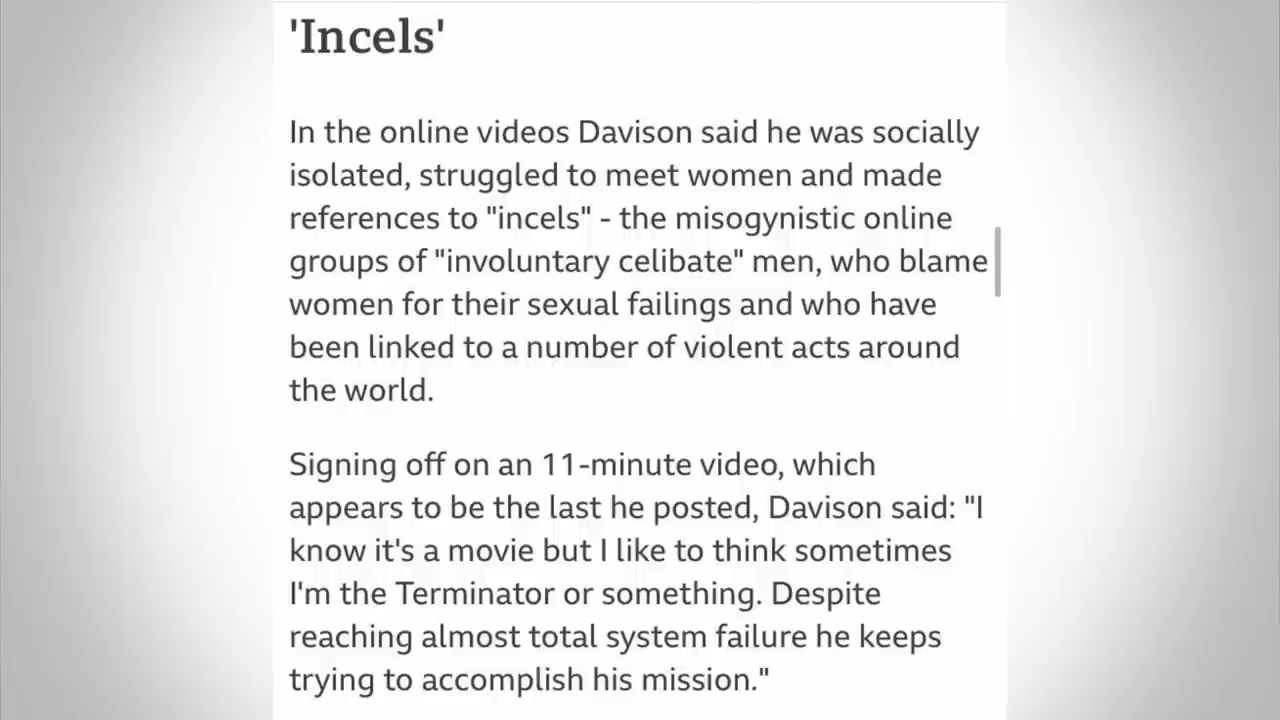 'Incels'
In the online videos Davison said he was socially
isolated, struggled to meet women and made
references to "incels" - the misogynistic online
groups of "involuntary celibate" men, who blame
women for their sexual failings and who have
been linked to a number of violent acts around
the world.
Signing off on an 11-minute video, which
appears to be the last he posted, Davison said: "I
know it's a movie but I like to think sometimes
I'm the Terminator or something. Despite
reaching almost total system failure he keeps
trying to accomplish his mission."